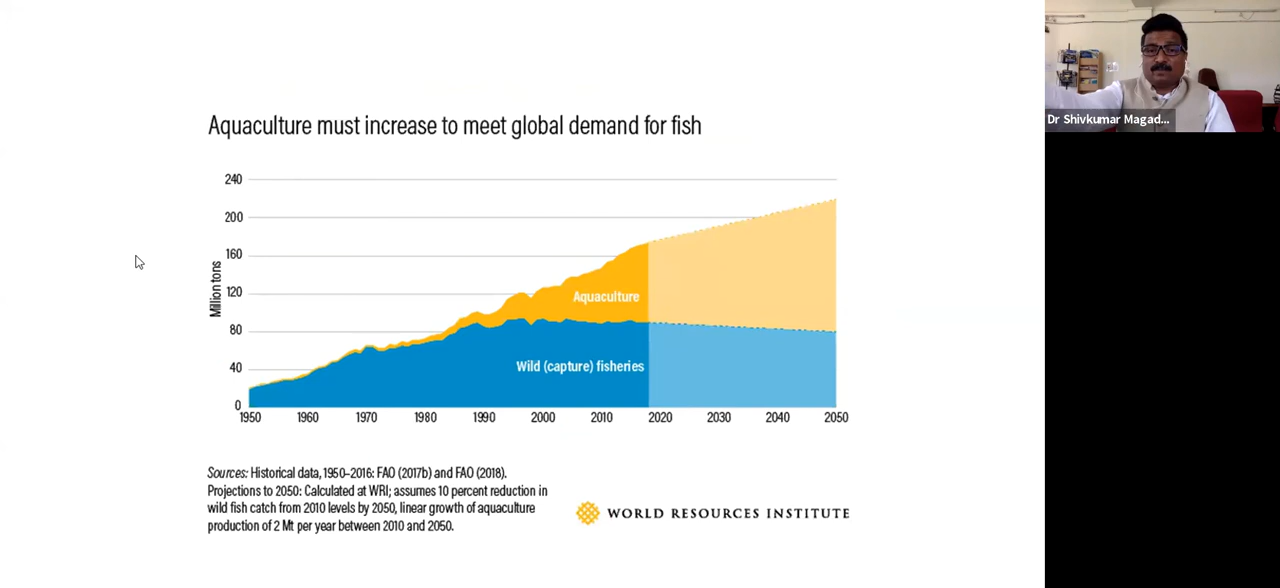 Aquaculture must increase to meet global demand for fish
240
200
160
120
80
40
0
Million tons
Aquaculture
Wild (capture) fisheries
1950 1960 1970 1980 1990 2000 2010 2020 2030 2040 2050
Sources: Historical data, 1950–2016: FAO (2017b) and FAO (2018).
Projections to 2050: Calculated at WRI; assumes 10 percent reduction in
wild fish catch from 2010 levels by 2050, linear growth of aquaculture
production of 2 Mt per year between 2010 and 2050.
WORLD RESOURCES INSTITUTE
Dr Shivkumar Magad...